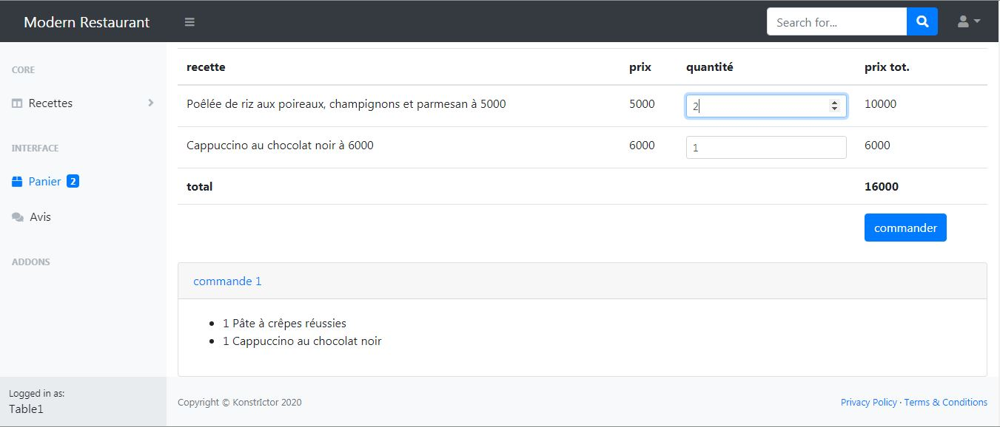 Modern Restaurant
Search for...
CORE
Recettes
INTERFACE
Panier 2
Avis
ADDONS
Logged in as:
Table1
recette prix quantité prix tot.
Poêlée de riz aux poireaux, champignons et parmesan à 5000 5000 2 10000
Cappuccino au chocolat noir à 6000 6000 1 6000
total 16000
commander
commande 1
1 Pâte à crêpes réussies
1 Cappuccino au chocolat noir
Copyright © KonstrIctor 2020
Privacy Policy · Terms & Conditions